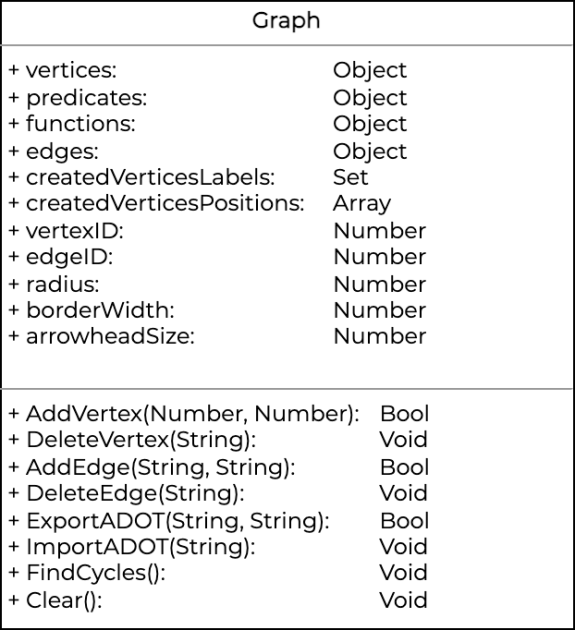 Graph
+ vertices: Object
+ predicates: Object
+ functions: Object
+ edges: Object
+ createdVerticesLabels: Set
+ createdVerticesPositions: Array
+ vertexID: Number
+ edgeID: Number
+ radius: Number
+ borderWidth: Number
+ arrowheadSize: Number
+ AddVertex(Number, Number): Bool
+ DeleteVertex(String): Void
+ AddEdge(String, String): Bool
+ DeleteEdge(String): Void
+ ExportADOT(String, String): Bool
+ ImportADOT(String): Void
+ FindCycles(): Void
+ Clear(): Void